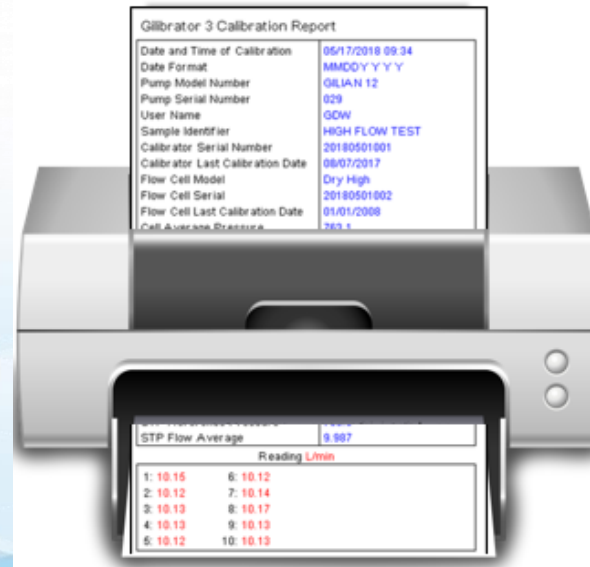 Gilibrator 3 Calibration Report
Date and Time of Calibration 05/17/2018 09:34
Date Format MMDDYYYY
Pump Model Number GILIAN 12
Pump Serial Number 029
User Name GDW
Sample Identifier HIGH FLOW TEST
Calibrator Serial Number 20180501001
Calibrator Last Calibration Date 08/07/2017
Flow Cell Model Dry High
Flow Cell Serial 20180501002
Flow Cell Last Calibration Date 01/01/2008
Cell Average Pressure 763.1
STP Flow Average 9.987
Reading L/min
1: 10.15 6: 10.12
2: 10.12 7: 10.14
3: 10.13 8: 10.17
4: 10.13 9: 10.13
5: 10.12 10: 10.13